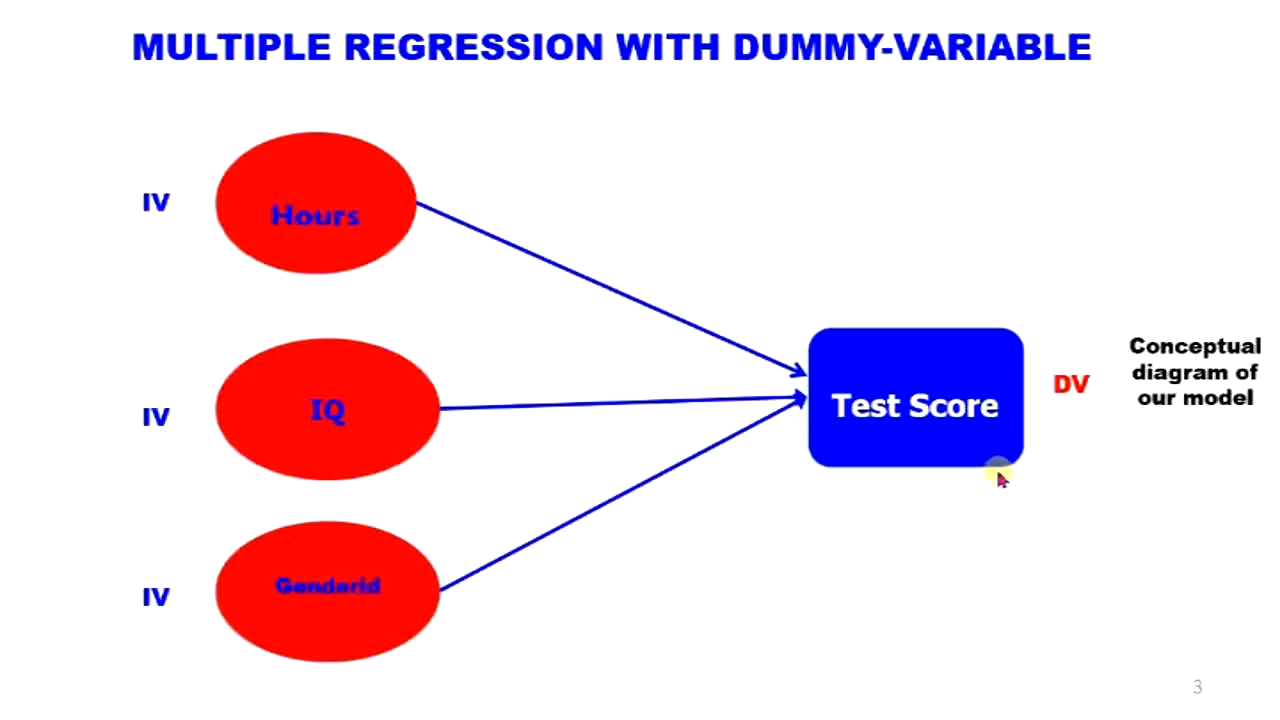 MULTIPLE REGRESSION WITH DUMMY-VARIABLE
IV
Hours
IV
IQ
IV
Genderid
Test Score
DV
Conceptual
diagram of
our model
3